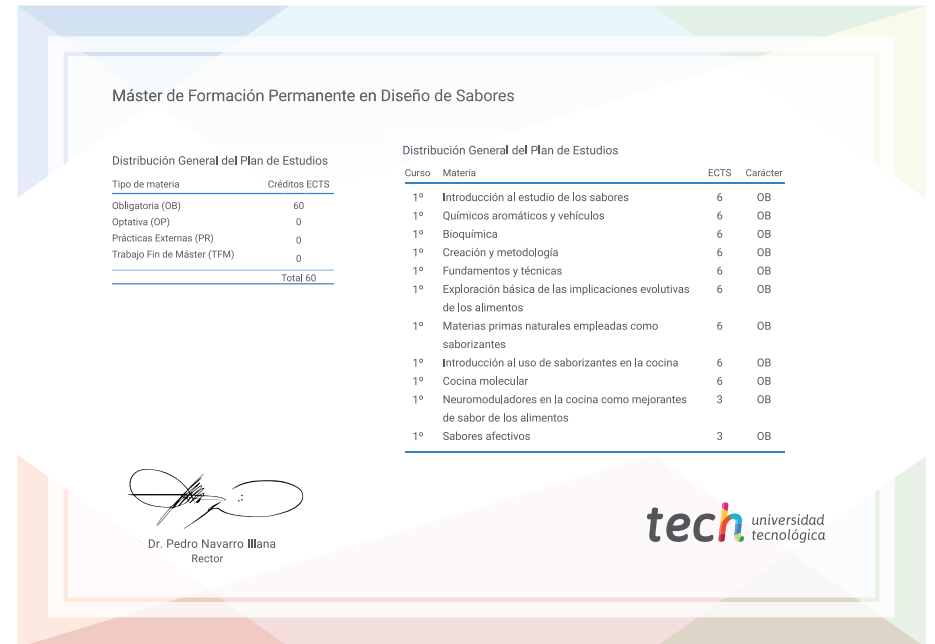 Máster de Formación Permanente en Diseño de Sabores
Distribución General del Plan de Estudios
Tipo de materia Créditos ECTS
Obligatoria (OB) 60
Optativa (OP) 0
Prácticas Externas (PR) 0
Trabajo Fin de Máster (TFM) 0
Total 60
Distribución General del Plan de Estudios
Curso Materia ECTS Carácter
1º Introducción al estudio de los sabores 6 OB
1º Químicos aromáticos y vehículos 6 OB
1º Bioquímica 6 OB
1º Creación y metodología 6 OB
1º Fundamentos y técnicas 6 OB
1º Exploración básica de las implicaciones evolutivas 6 OB
de los alimentos
1º Materias primas naturales empleadas como 6 OB
saborizantes
1º Introducción al uso de saborizantes en la cocina 6 OB
1º Cocina molecular 6 OB
1º Neuromoduladores en la cocina como mejorantes 3 OB
de sabor de los alimentos
1º Sabores afectivos 3 OB
Dr. Pedro Navarro Illana
Rector
tech universidad
tecnológica